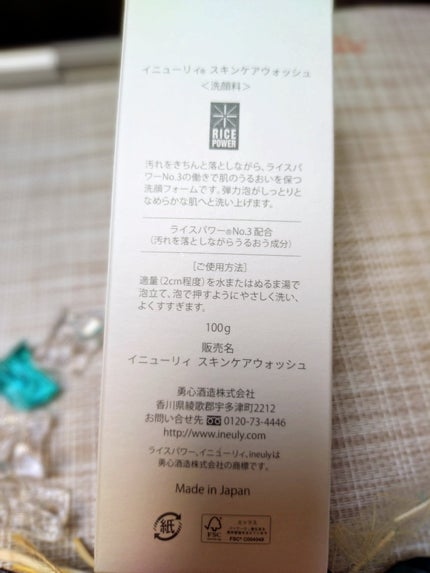 イニューリィ® スキンケアウォッシュ
＜洗顔料＞
RICE
POWER
汚れをきちんと落としながら、ライスパ
ワーNo.3の働きで肌のうるおいを保つ
洗顔フォームです。弾力泡がしっとりと
なめらかな肌へと洗い上げます。
ライスパワー®No.3 配合
（汚れを落としながらうるおう成分）
［ご使用方法］
適量（2cm程度）を水またはぬるま湯で
泡立て、泡で押すようにやさしく洗い、
よくすすぎます。
100g
販売名
イニューリィ スキンケアウォッシュ
勇心酒造株式会社
香川県綾歌郡宇多津町2212
お問い合せ先 0120-73-4446
http://www.ineuly.com
ライスパワー、イニューリィ、ineulyは
勇心酒造株式会社の商標です。
Made in Japan
紙
FSC
ミックス
FSC® C004049